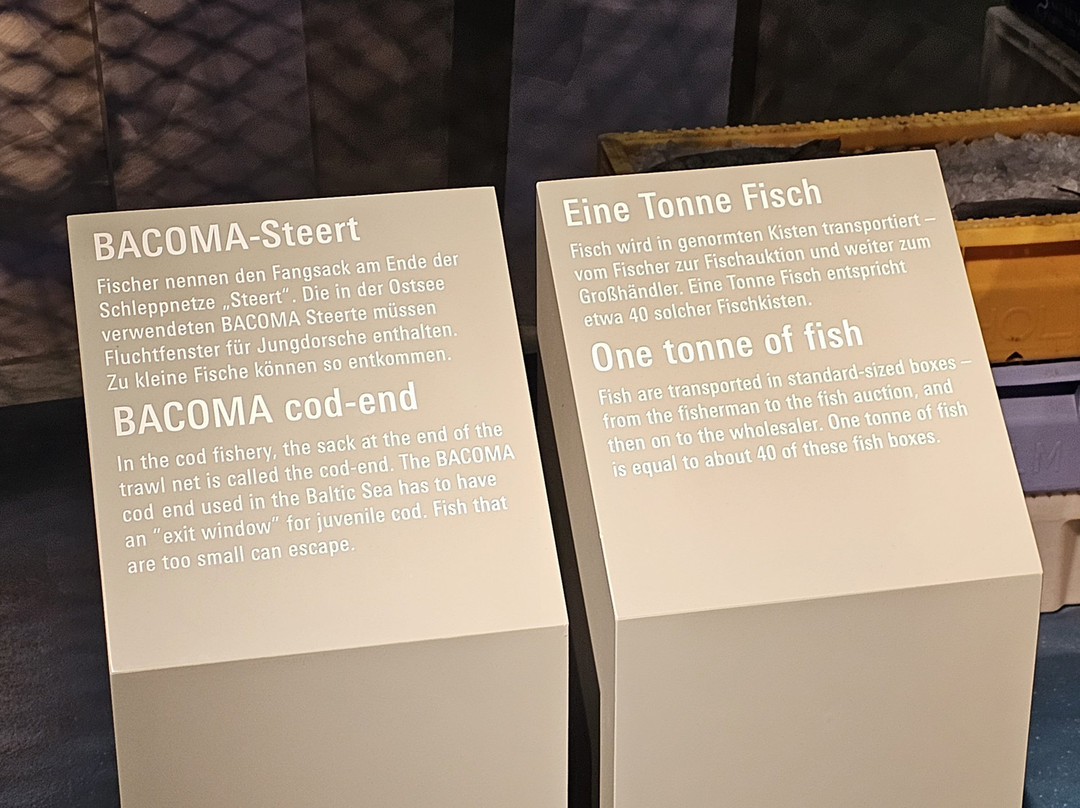 BACOMA-Steert
Fischer nennen den Fangsack am Ende der
Schleppnetze „Steert“. Die in der Ostsee
verwendeten BACOMA Steerte müssen
Fluchtfenster für Jungdorsche enthalten.
Zu kleine Fische können so entkommen.
BACOMA cod-end
In the cod fishery, the sack at the end of the
trawl net is called the cod-end. The BACOMA
cod end used in the Baltic Sea has to have
an “exit window” for juvenile cod. Fish that
are too small can escape.
Eine Tonne Fisch
Fisch wird in genormten Kisten transportiert –
vom Fischer zur Fischauktion und weiter zum
Großhändler. Eine Tonne Fisch entspricht
etwa 40 solcher Fischkisten.
One tonne of fish
Fish are transported in standard-sized boxes –
from the fisherman to the fish auction, and
then on to the wholesaler. One tonne of fish
is equal to about 40 of these fish boxes.